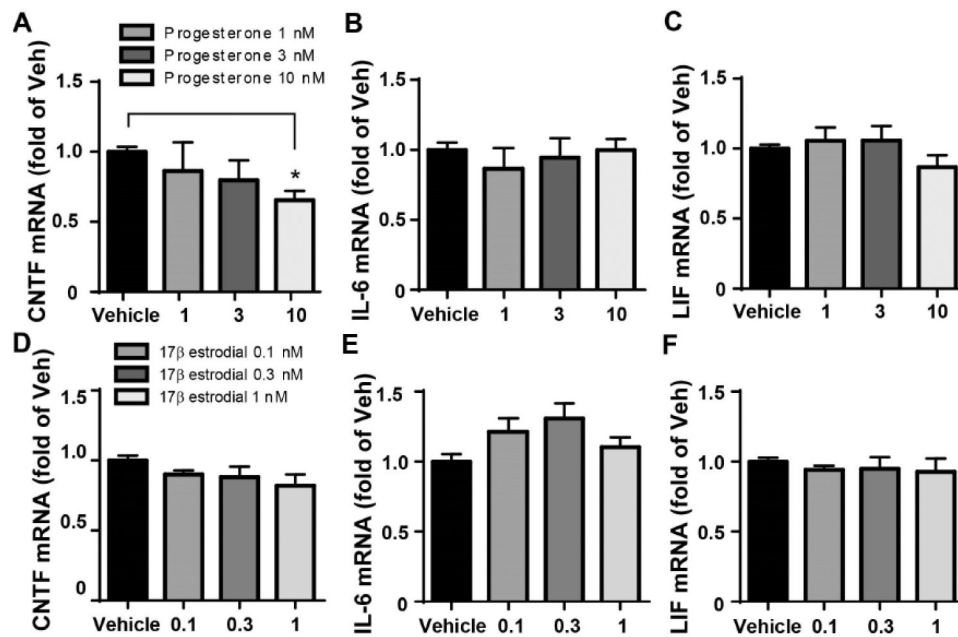 A
Progesterone 1 nM
Progesterone 3 nM
Progesterone 10 nM
CNTF mRNA (fold of Veh)
1.5
1.0
0.5
0
*
Vehicle 1 3 10
B
IL-6 mRNA (fold of Veh)
1.5
1.0
0.5
0
Vehicle 1 3 10
C
LIF mRNA (fold of Veh)
1.5
1.0
0.5
0
Vehicle 1 3 10
D
17β estrodial 0.1 nM
17β estrodial 0.3 nM
17β estrodial 1 nM
CNTF mRNA (fold of Veh)
1.5
1.0
0.5
0
Vehicle 0.1 0.3 1
E
IL-6 mRNA (fold of Veh)
1.5
1.0
0.5
0
Vehicle 0.1 0.3 1
F
LIF mRNA (fold of Veh)
1.5
1.0
0.5
0
Vehicle 0.1 0.3 1